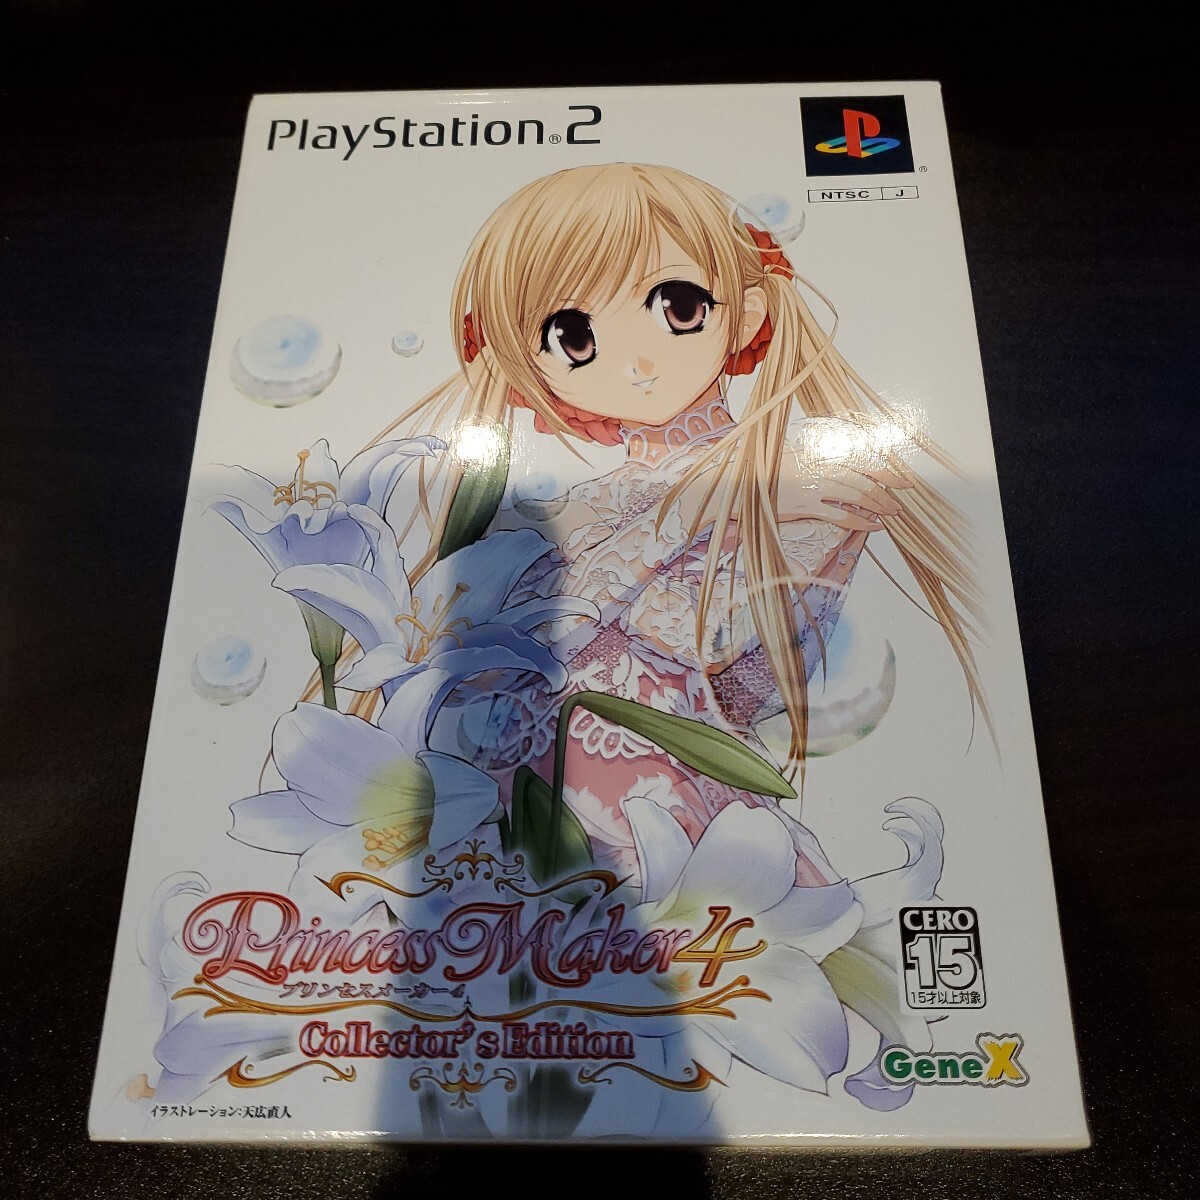 PlayStation®2
®
NTSC J
Princess Maker 4
プリンセスメーカー4
Collector's Edition
CERO
15
15才以上対象
GeneX
イラストレーション:天広直人